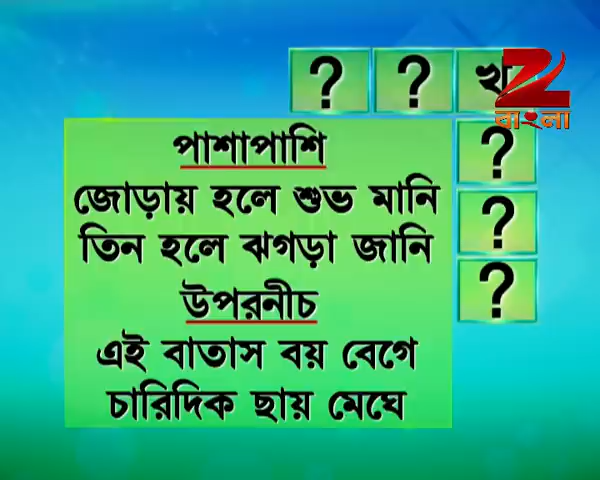 ? ? খ
Z
বাংলা
?
?
?
পাশাপাশি
জোড়ায় হলে শুভ মানি
তিন হলে ঝগড়া জানি
উপরনীচ
এই বাতাস বয় বেগে
চারিদিক ছায় মেঘে